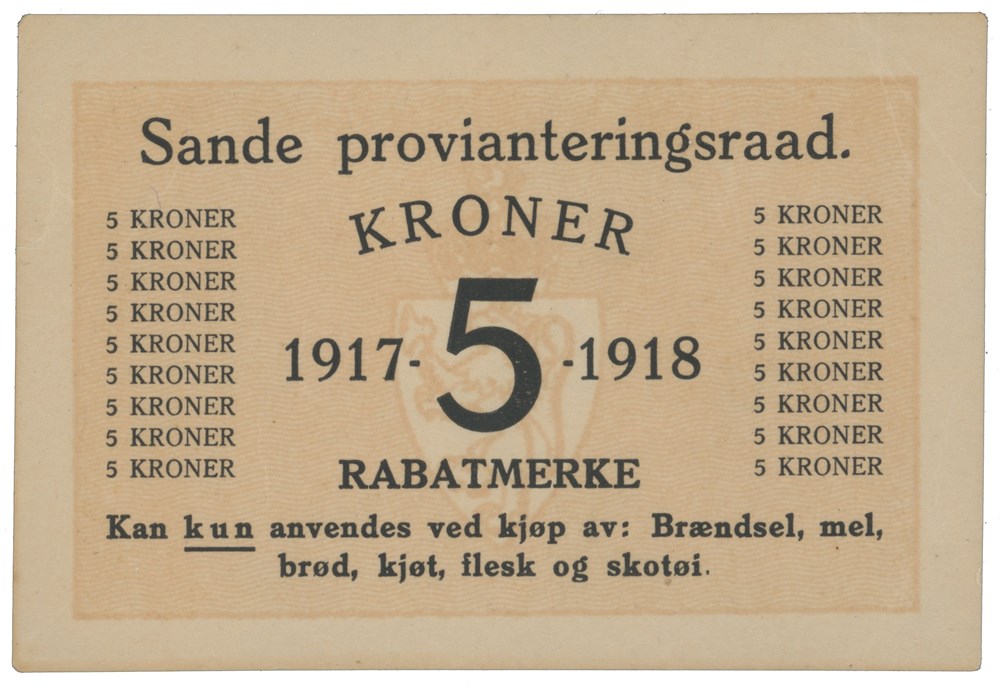 Sande provianteringsraad.
KRONER
5 KRONER
5 KRONER
5 KRONER
5 KRONER
5 KRONER
5 KRONER
5 KRONER
5 KRONER
5 KRONER
1917-5-1918
5 KRONER
5 KRONER
5 KRONER
5 KRONER
5 KRONER
5 KRONER
5 KRONER
5 KRONER
5 KRONER
RABATMERKE
Kan kun anvendes ved kjøp av: Brændsel, mel,
brød, kjøt, flesk og skotøi.